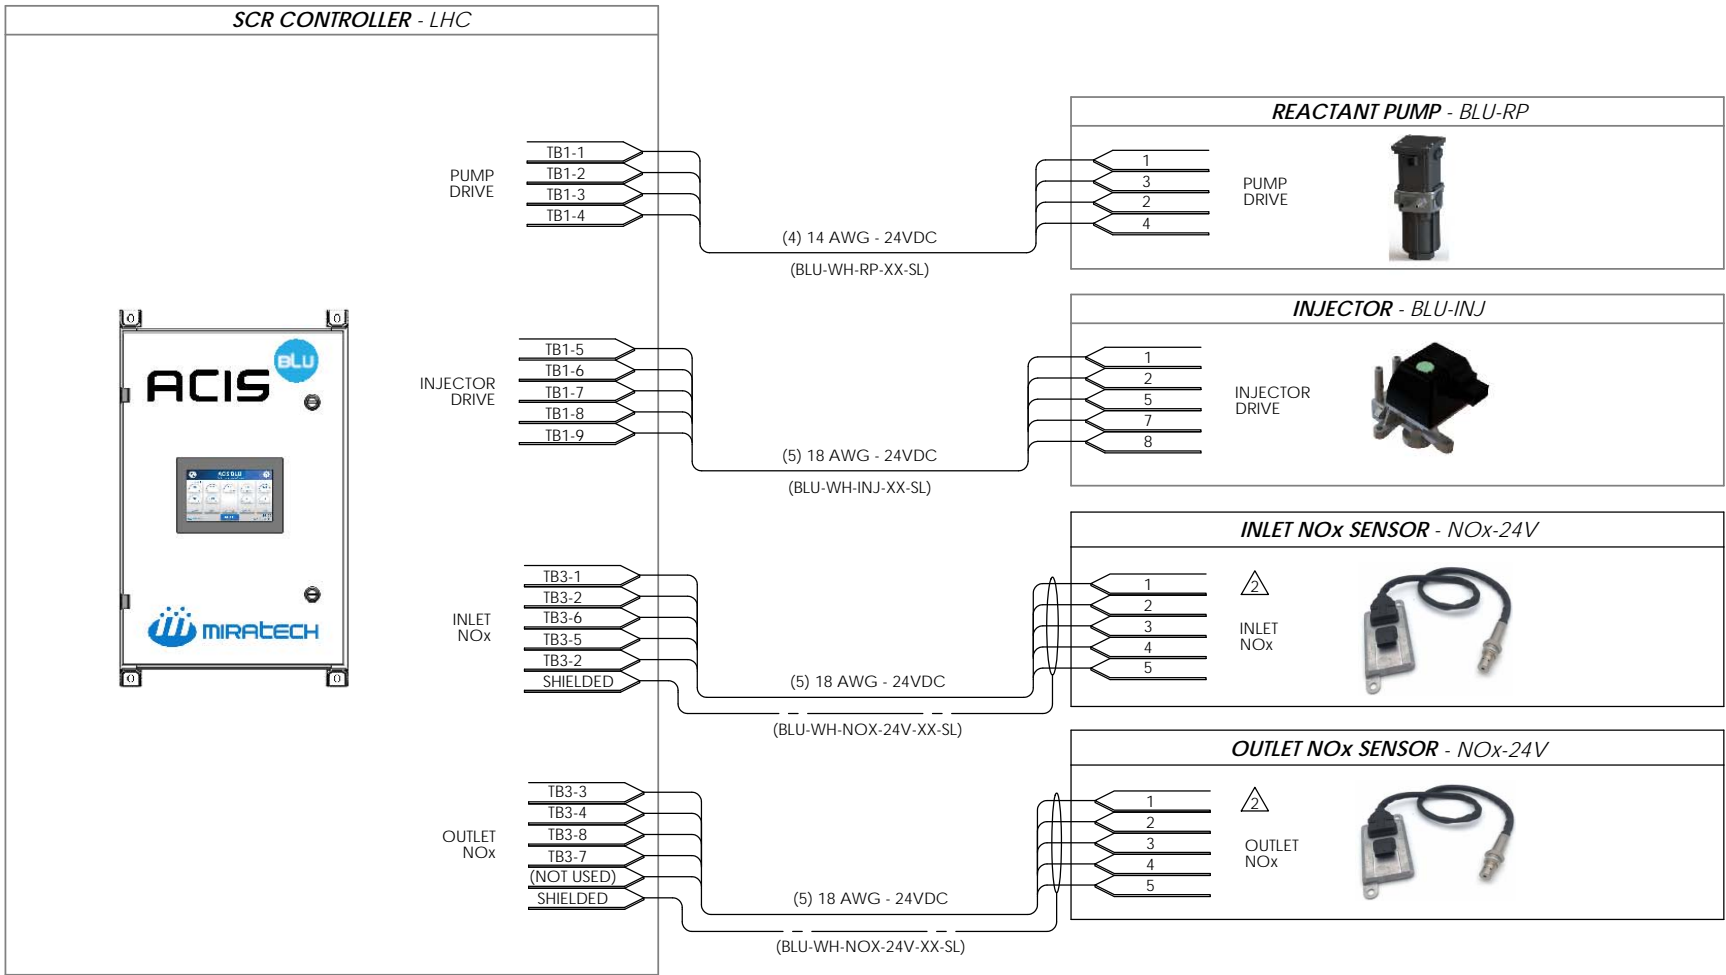 SCR CONTROLLER - LHC
PUMP
DRIVE
TB1-1
TB1-2
TB1-3
TB1-4
(4) 14 AWG - 24VDC
(BLU-WH-RP-XX-SL)
REACTANT PUMP - BLU-RP
1
3
2
4
PUMP
DRIVE
ACIS BLU
ACIS BLU
MIRATECH
INJECTOR
DRIVE
TB1-5
TB1-6
TB1-7
TB1-8
TB1-9
(5) 18 AWG - 24VDC
(BLU-WH-INJ-XX-SL)
INJECTOR - BLU-INJ
1
2
5
7
8
INJECTOR
DRIVE
INLET
NOx
TB3-1
TB3-2
TB3-6
TB3-5
TB3-2
SHIELDED
(5) 18 AWG - 24VDC
(BLU-WH-NOX-24V-XX-SL)
INLET NOx SENSOR - NOx-24V
1
2
3
4
5
2
INLET
NOx
OUTLET
NOx
TB3-3
TB3-4
TB3-8
TB3-7
(NOT USED)
SHIELDED
(5) 18 AWG - 24VDC
(BLU-WH-NOX-24V-XX-SL)
OUTLET NOx SENSOR - NOx-24V
1
2
3
4
5
2
OUTLET
NOx